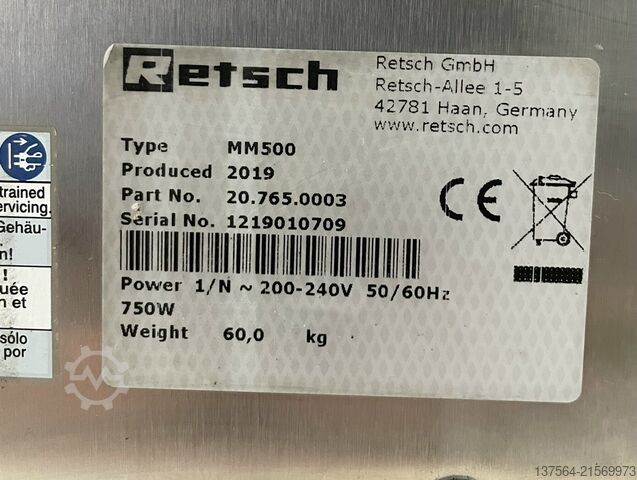 Retsch
Retsch GmbH
Retsch-Allee 1-5
42781 Haan, Germany
www.retsch.com
Type MM500
Produced 2019
Part No. 20.765.0003
Serial No. 1219010709
CE
Power 1/N ~ 200-240V 50/60Hz
750W
Weight 60,0 kg
trained
ervicing.
Gehäu-
n!
!
uée
n et
sólo
por
137564-21569973